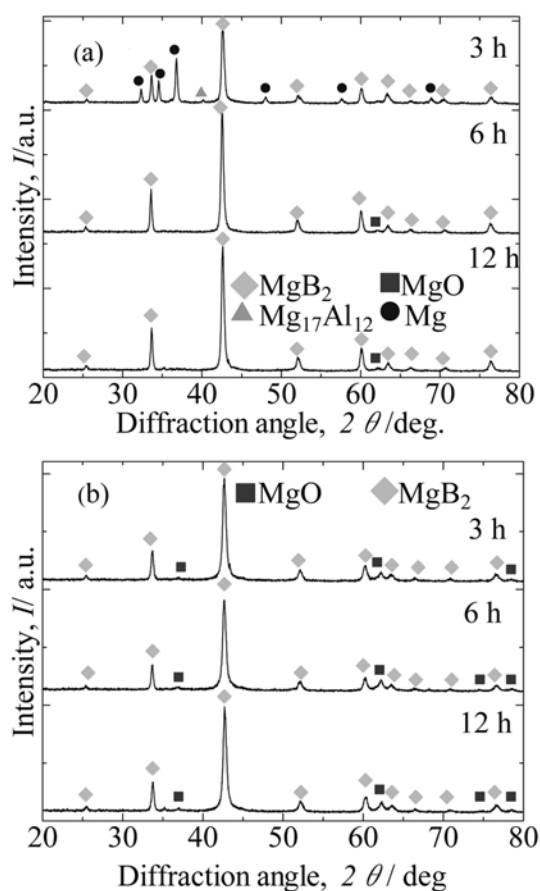 (a)
3 h
6 h
12 h
MgB₂ MgO
Mg₁₇Al₁₂ Mg
Intensity, I/a.u.
20 30 40 50 60 70 80
Diffraction angle, 2 θ /deg.
(b)
MgO MgB₂
3 h
6 h
12 h
Intensity, I/ a.u.
20 30 40 50 60 70 80
Diffraction angle, 2 θ / deg